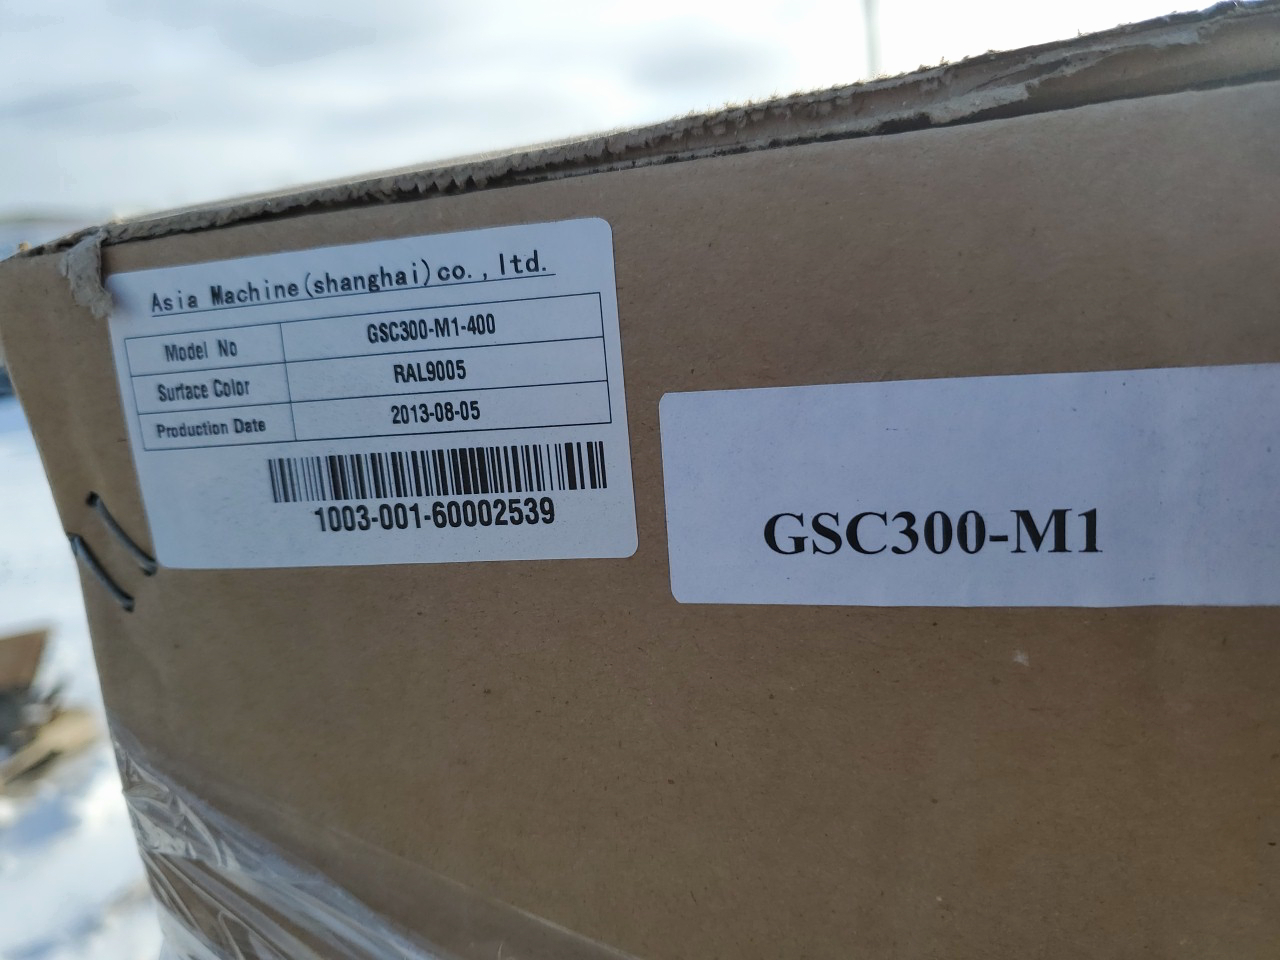 Asia Machine(shanghai)co.,ltd.
Model No GSC300-M1-400
Surface Color RAL9005
Production Date 2013-08-05
1003-001-60002539
GSC300-M1